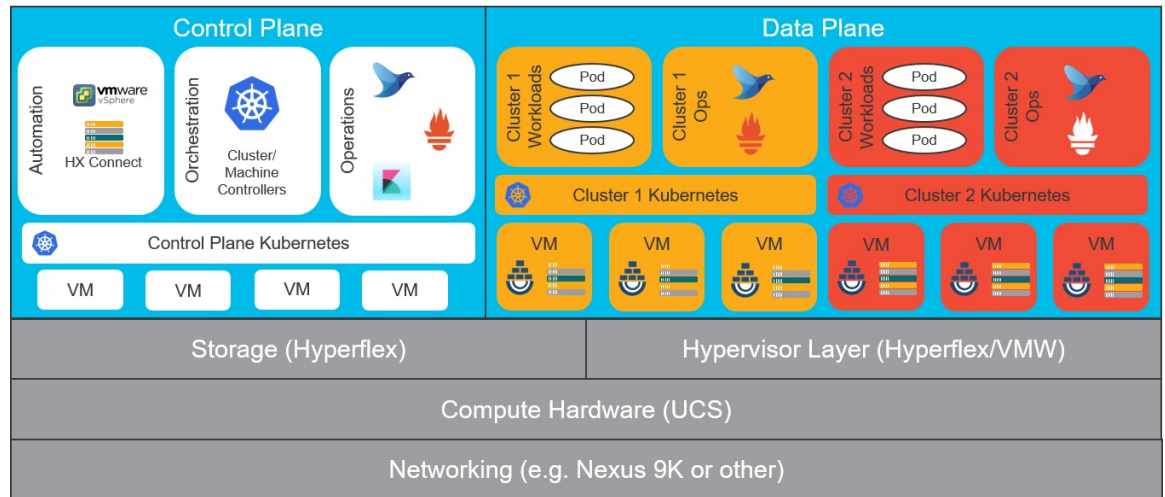 Control Plane
Data Plane
Automation
vmware
vSphere
HX Connect
Orchestration
Cluster/
Machine
Controllers
Operations
Cluster 1
Workloads
Pod
Pod
Pod
Cluster 1
Ops
Cluster 2
Workloads
Pod
Pod
Pod
Cluster 2
Ops
Control Plane Kubernetes
Cluster 1 Kubernetes
Cluster 2 Kubernetes
VM
VM
VM
VM
VM
VM
VM
VM
VM
VM
Storage (Hyperflex)
Hypervisor Layer (Hyperflex/VMW)
Compute Hardware (UCS)
Networking (e.g. Nexus 9K or other)